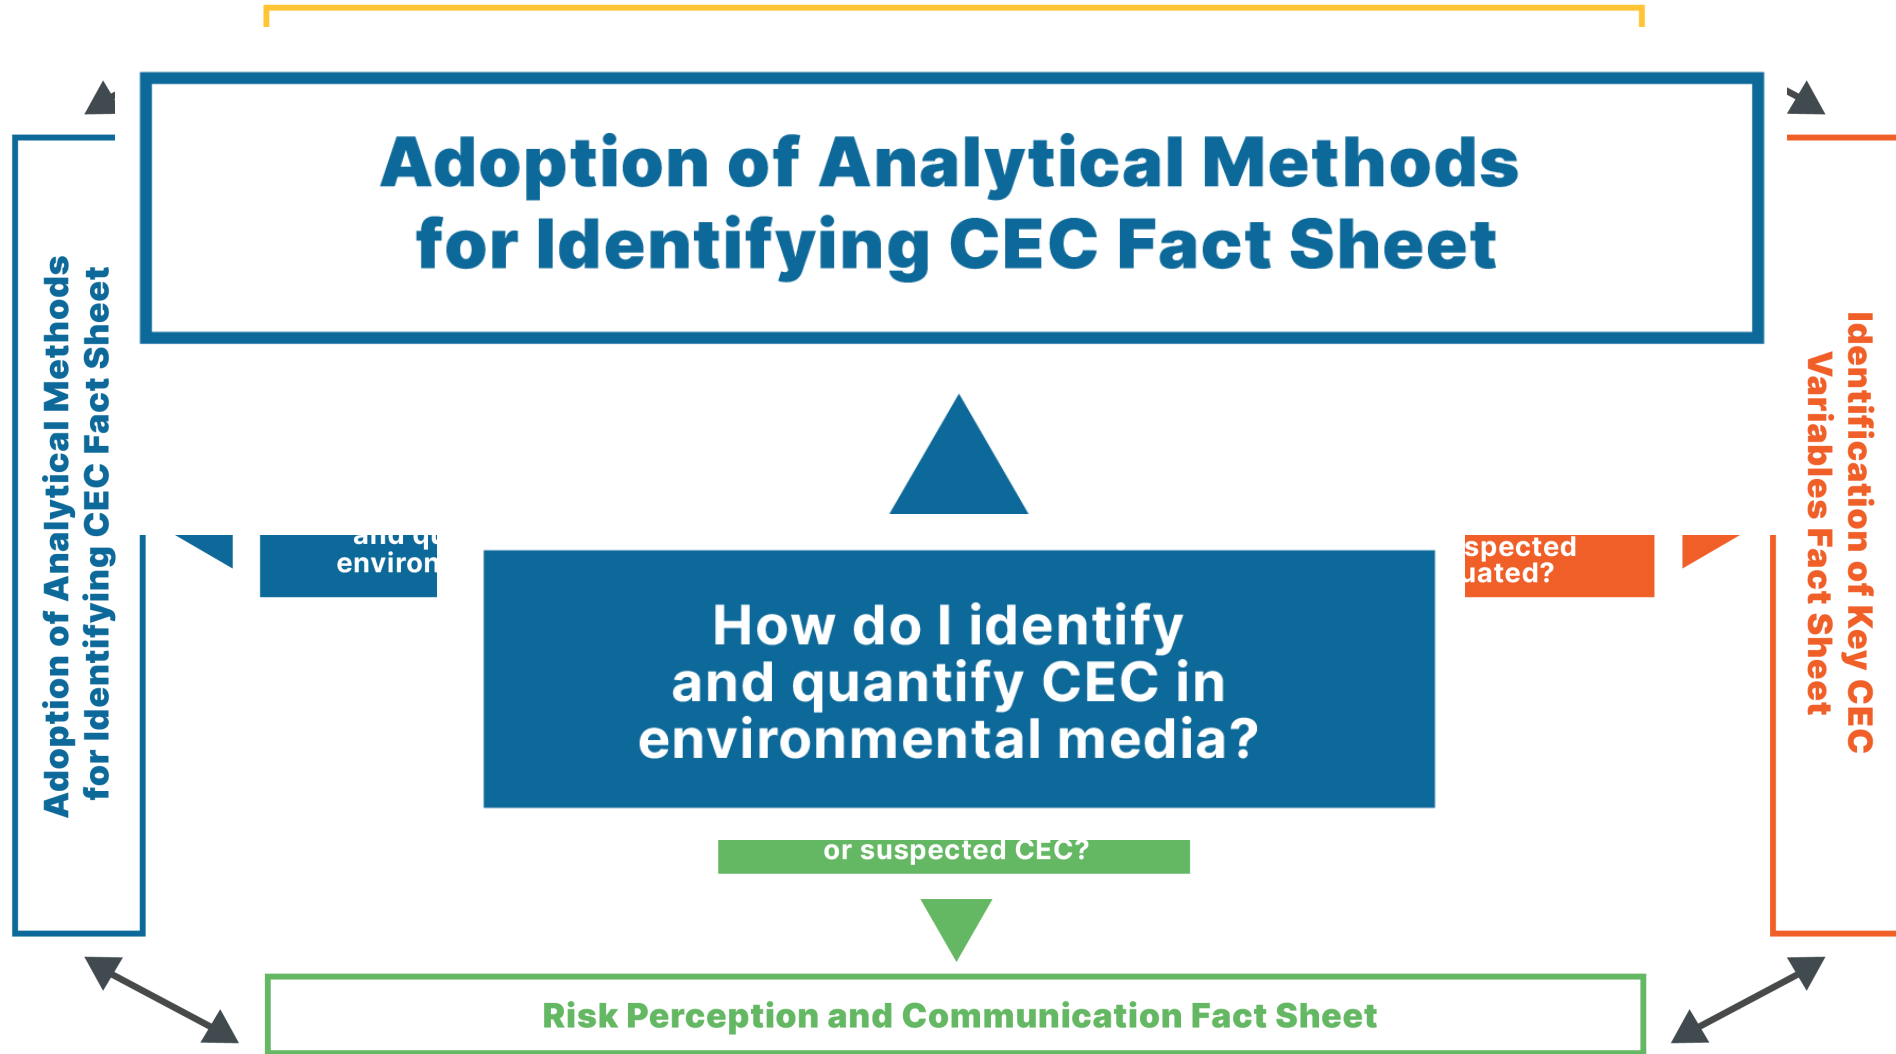 Adoption of Analytical Methods
for Identifying CEC Fact Sheet
Adoption of Analytical Methods
for Identifying CEC Fact Sheet
Identification of Key CEC
Variables Fact Sheet
and
environ
spected
uated?
How do I identify
and quantify CEC in
environmental media?
or suspected CEC?
Risk Perception and Communication Fact Sheet